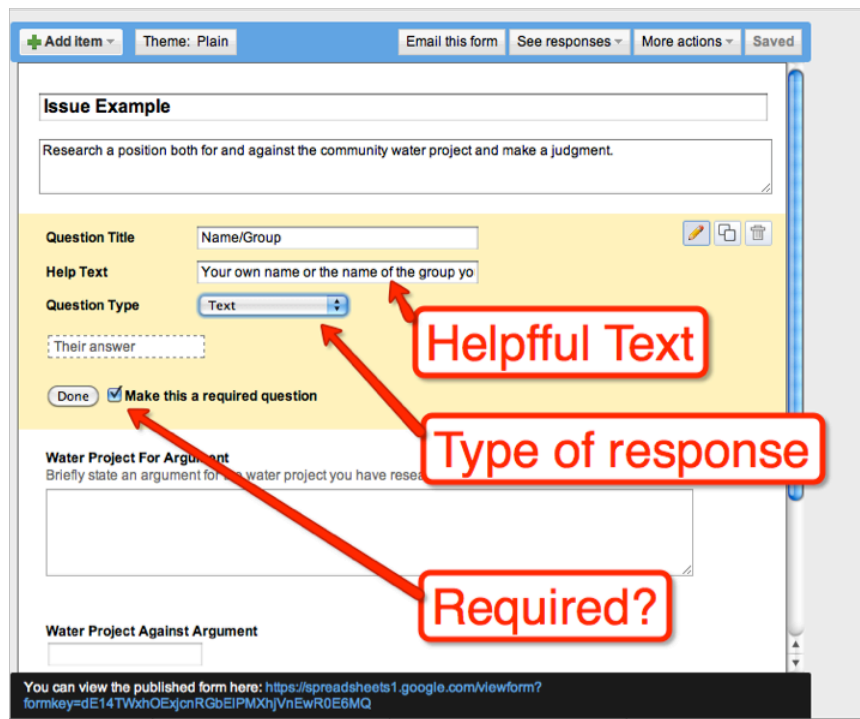 Add item Theme: Plain Email this form See responses More actions Saved
Issue Example
Research a position both for and against the community water project and make a judgment.
Question Title Name/Group
Help Text Your own name or the name of the group yo
Question Type Text
Helpfful Text
Their answer
Done Make this a required question
Type of response
Water Project For Argument
Briefly state an argument for the water project you have
Required?
Water Project Against Argument
You can view the published form here: https://spreadsheets1.google.com/viewform?
formkey=dE14TWxhOExjcnRGbElPMXhjVnEwR0E6MQ